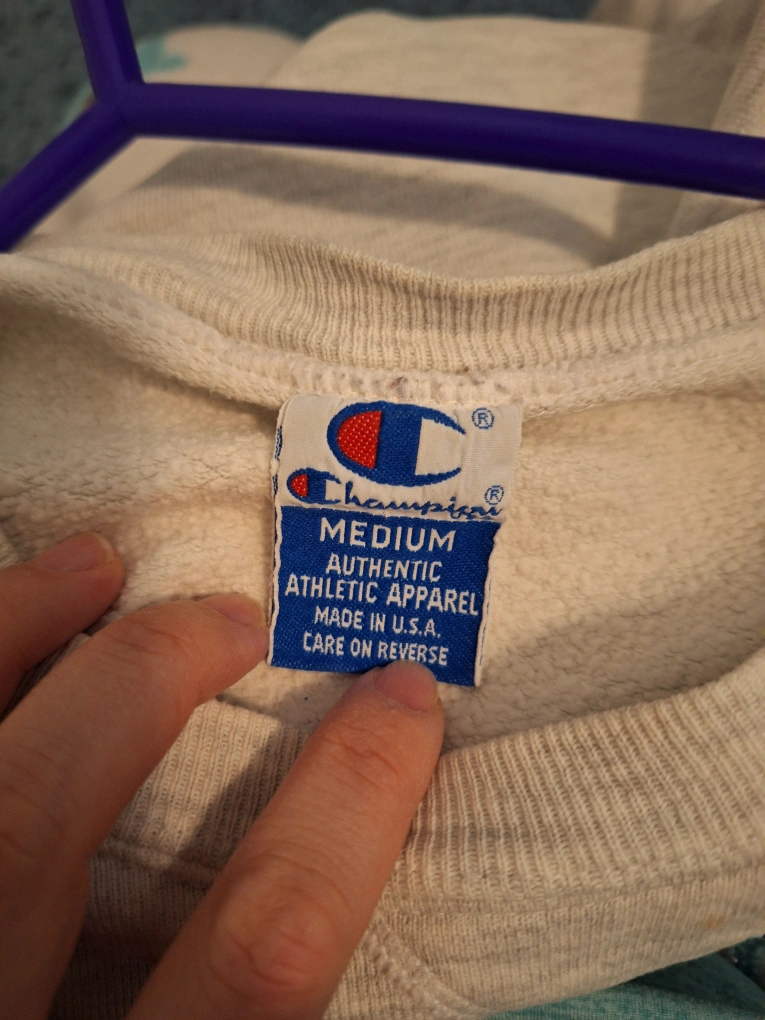 ®
Champion ®
MEDIUM
AUTHENTIC
ATHLETIC APPAREL
MADE IN U.S.A.
CARE ON REVERSE